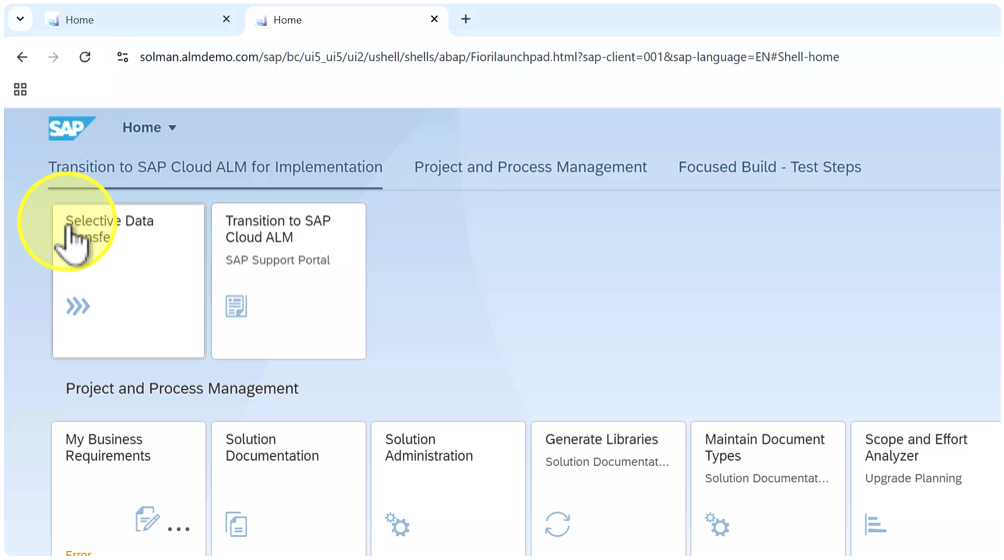 Home
Home
solman.almdemo.com/sap/bc/ui5_ui5/ui2/ushell/shells/abap/Fiorilaunchpad.html?sap-client=001&sap-language=EN#Shell-home
SAP
Home
Transition to SAP Cloud ALM for Implementation
Project and Process Management
Focused Build - Test Steps
Selective Data
Transition to SAP
Cloud ALM
SAP Support Portal
Project and Process Management
My Business
Requirements
Error
Solution
Documentation
Solution
Administration
Generate Libraries
Solution Documentat...
Maintain Document
Types
Solution Documentat...
Scope and Effort
Analyzer
Upgrade Planning